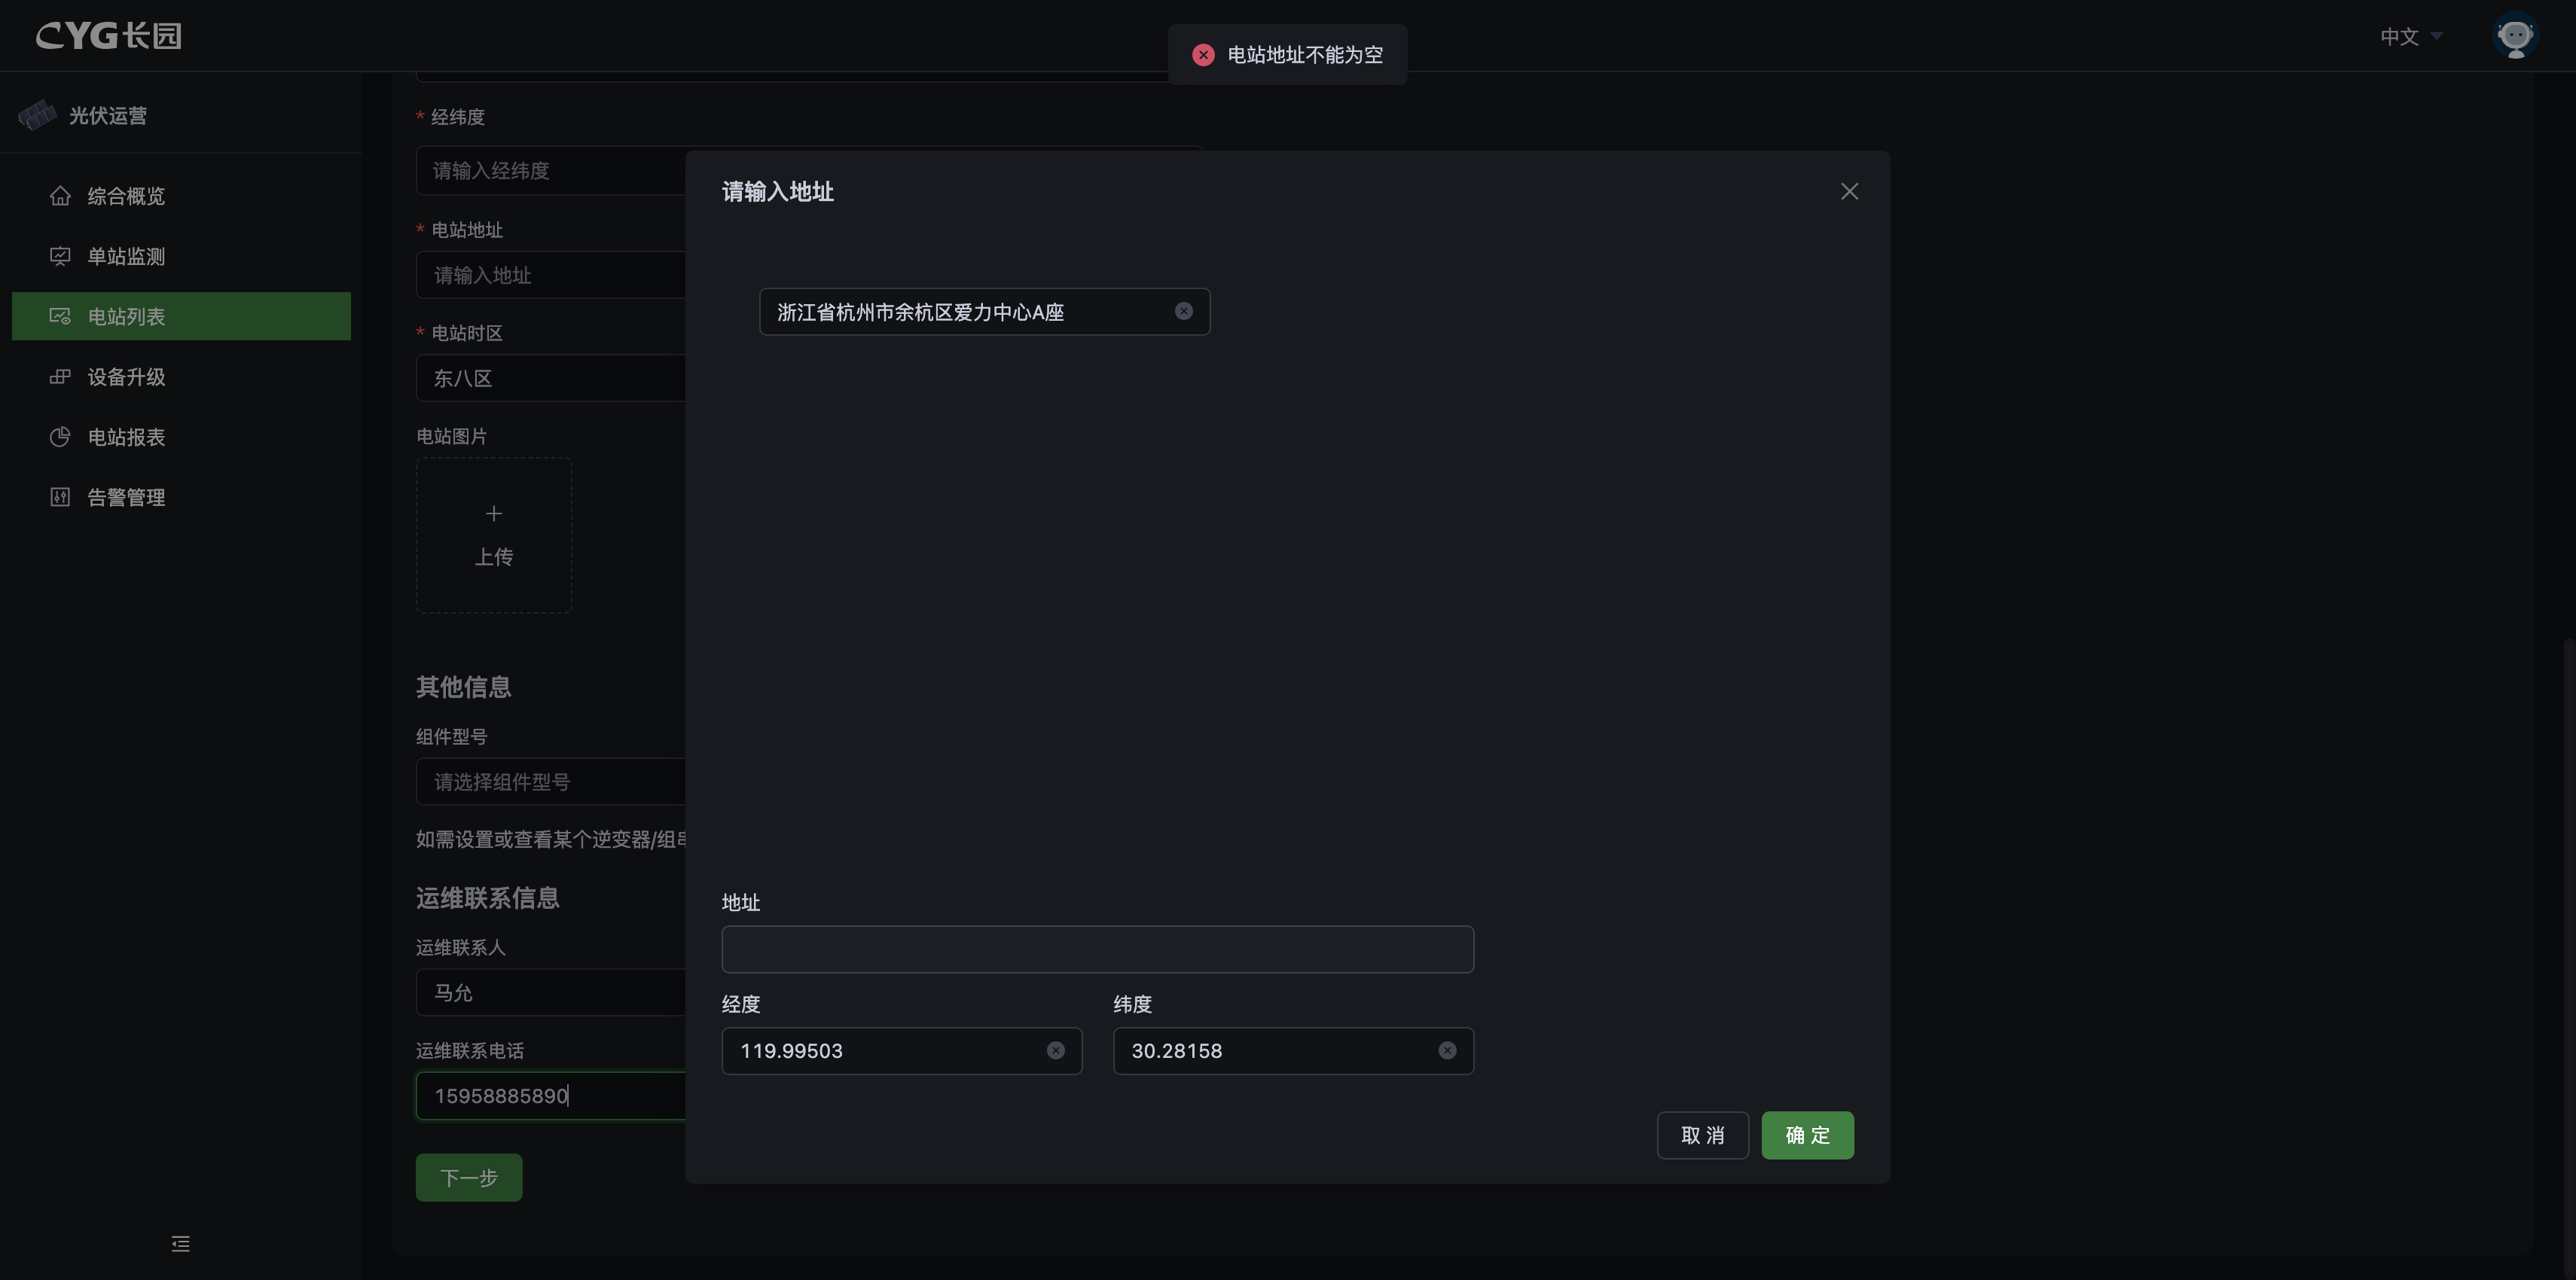 CYG长园
电站地址不能为空
中文
光伏运营
综合概览
单站监测
电站列表
设备升级
电站报表
告警管理
* 经纬度
请输入经纬度
* 电站地址
请输入地址
* 电站时区
东八区
电站图片
上传
其他信息
组件型号
请选择组件型号
如需设置或查看某个逆变器/组串
运维联系信息
运维联系人
马允
运维联系电话
15958885890
下一步
请输入地址
浙江省杭州市余杭区爱力中心A座
地址
经度
纬度
119.99503
30.28158
取 消
确 定